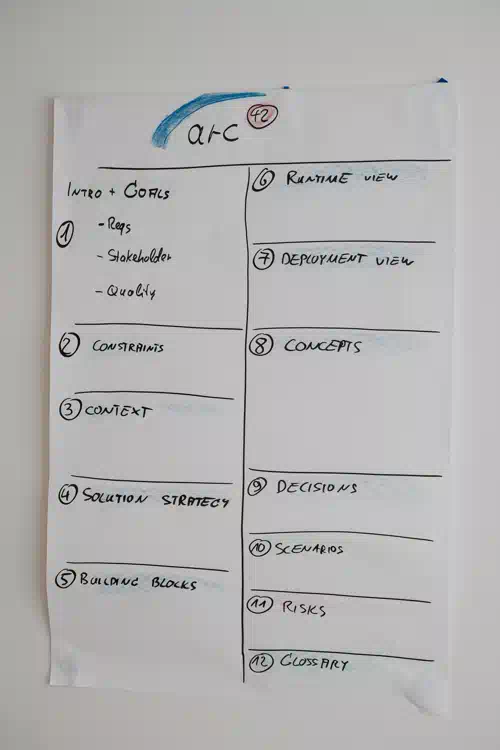 arc 42
INTRO + GOALS
1
- Reqs
- Stakeholder
- Quality
2 CONSTRAINTS
3 CONTEXT
4 SOLUTION STRATEGY
5 BUILDING BLOCKS
6 RUNTIME VIEW
7 DEPLOYMENT VIEW
8 CONCEPTS
9 DECISIONS
10 SCENARIOS
11 RISKS
12 GLOSSARY